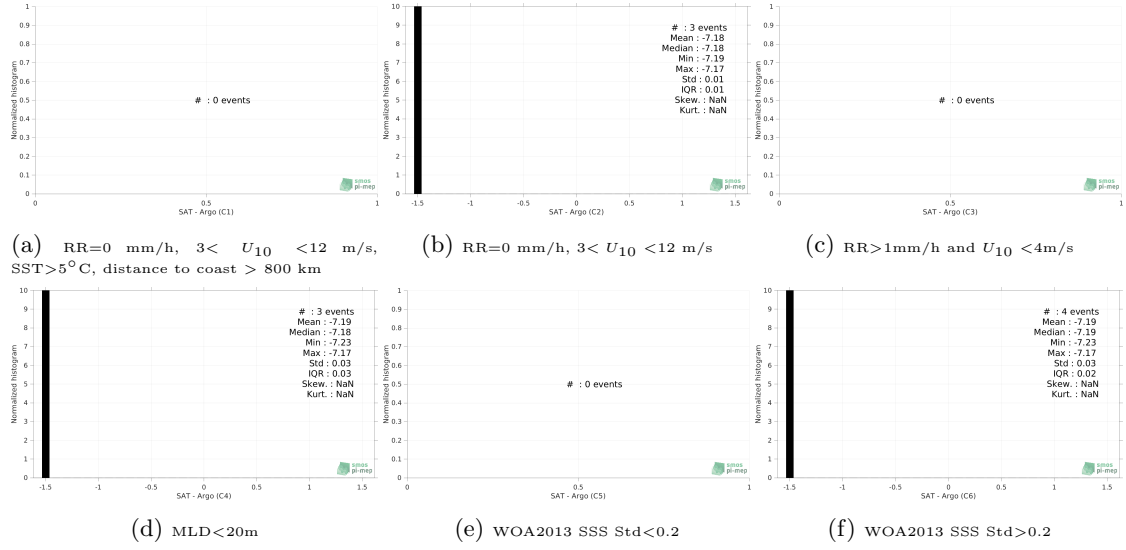 1
0.9
0.8
0.7
0.6
0.5
0.4
0.3
0.2
0.1
0
Normalized histogram
# : 0 events
smos
pi-mep
0 0.5 1
SAT - Argo (C1)
(a) RR=0 mm/h, 3< U10 <12 m/s,
SST>5°C, distance to coast > 800 km
10
9
8
7
6
5
4
3
2
1
0
Normalized histogram
# : 3 events
Mean : -7.18
Median : -7.18
Min : -7.19
Max : -7.17
Std : 0.01
IQR : 0.01
Skew. : NaN
Kurt. : NaN
smos
pi-mep
-1.5 -1 -0.5 0 0.5 1 1.5
SAT - Argo (C2)
(b) RR=0 mm/h, 3< U10 <12 m/s
1
0.9
0.8
0.7
0.6
0.5
0.4
0.3
0.2
0.1
0
Normalized histogram
# : 0 events
smos
pi-mep
0 0.5 1
SAT - Argo (C3)
(c) RR>1mm/h and U10 <4m/s
10
9
8
7
6
5
4
3
2
1
0
Normalized histogram
# : 3 events
Mean : -7.19
Median : -7.18
Min : -7.23
Max : -7.17
Std : 0.03
IQR : 0.03
Skew. : NaN
Kurt. : NaN
smos
pi-mep
-1.5 -1 -0.5 0 0.5 1 1.5
SAT - Argo (C4)
(d) MLD<20m
1
0.9
0.8
0.7
0.6
0.5
0.4
0.3
0.2
0.1
0
Normalized histogram
# : 0 events
smos
pi-mep
0 0.5 1
SAT - Argo (C5)
(e) WOA2013 SSS Std<0.2
10
9
8
7
6
5
4
3
2
1
0
Normalized histogram
# : 4 events
Mean : -7.19
Median : -7.19
Min : -7.23
Max : -7.17
Std : 0.03
IQR : 0.02
Skew. : NaN
Kurt. : NaN
smos
pi-mep
-1.5 -1 -0.5 0 0.5 1 1.5
SAT - Argo (C6)
(f) WOA2013 SSS Std>0.2